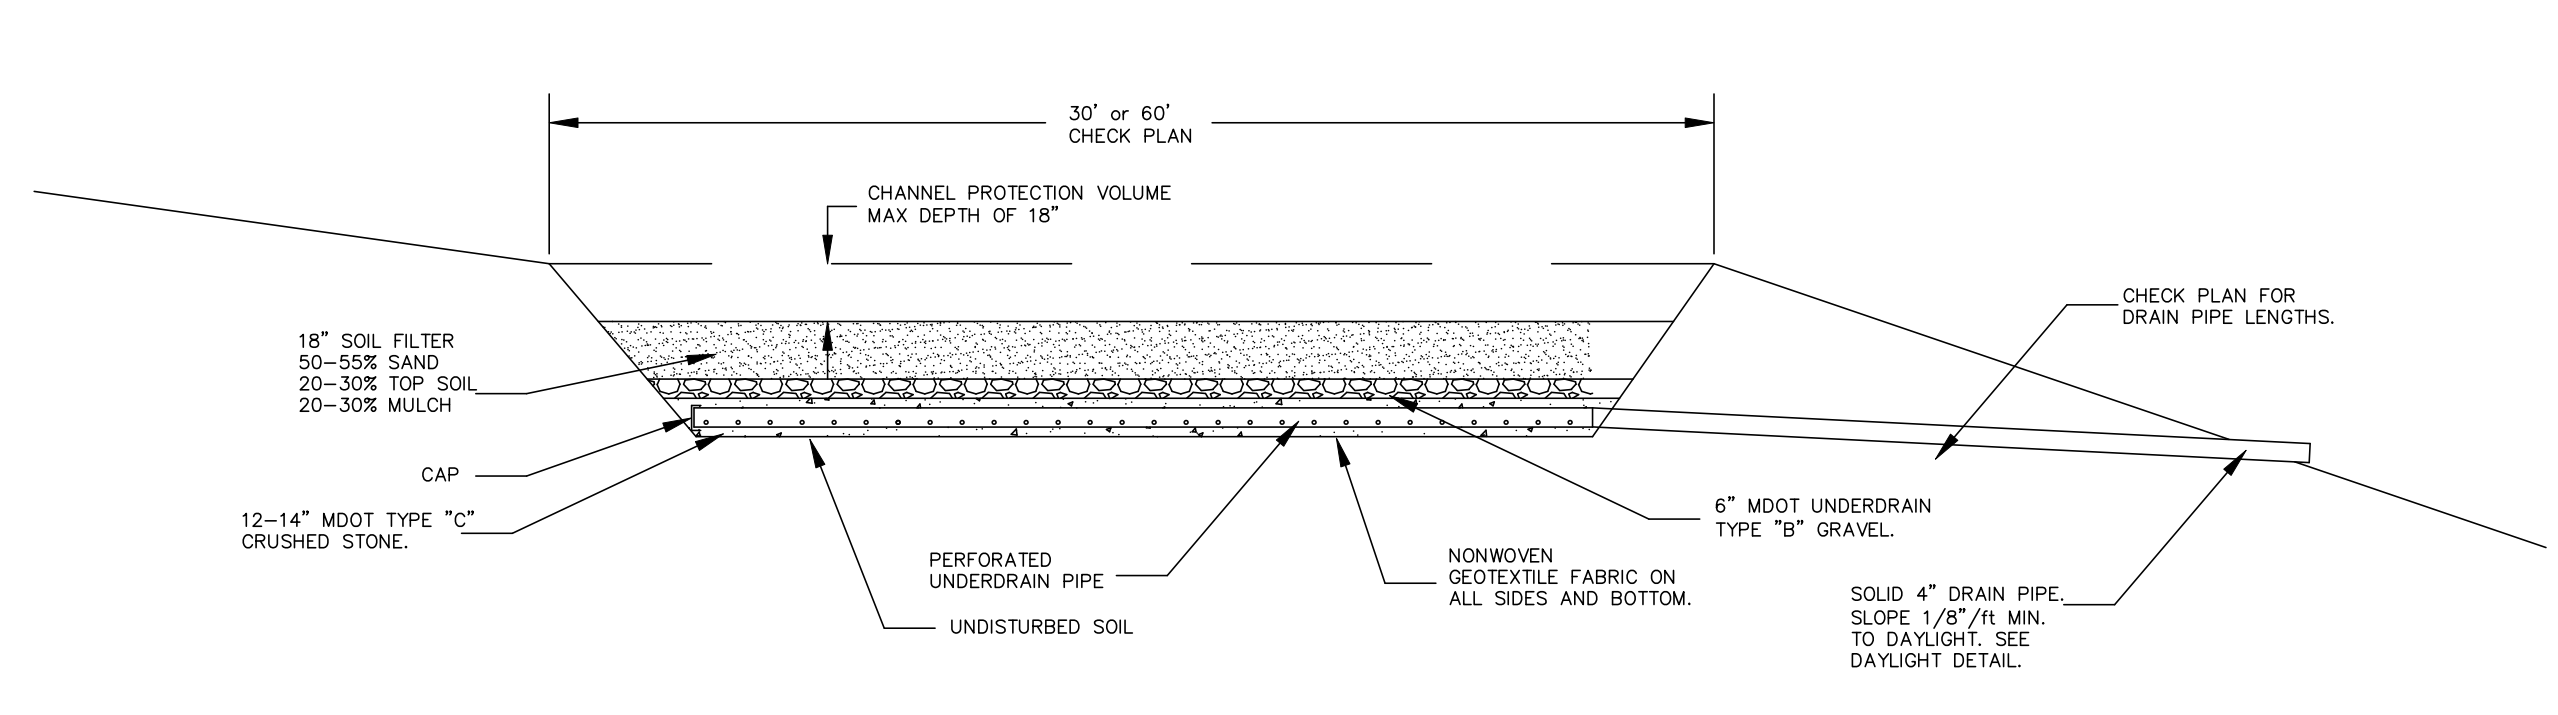 30' or 60'
CHECK PLAN
CHANNEL PROTECTION VOLUME
MAX DEPTH OF 18"
CHECK PLAN FOR
DRAIN PIPE LENGTHS.
18" SOIL FILTER
50-55% SAND
20-30% TOP SOIL
20-30% MULCH
CAP
12-14" MDOT TYPE "C"
CRUSHED STONE.
PERFORATED
UNDERDRAIN PIPE
UNDISTURBED SOIL
NONWOVEN
GEOTEXTILE FABRIC ON
ALL SIDES AND BOTTOM.
6" MDOT UNDERDRAIN
TYPE "B" GRAVEL.
SOLID 4" DRAIN PIPE.
SLOPE 1/8"/ft MIN.
TO DAYLIGHT. SEE
DAYLIGHT DETAIL.